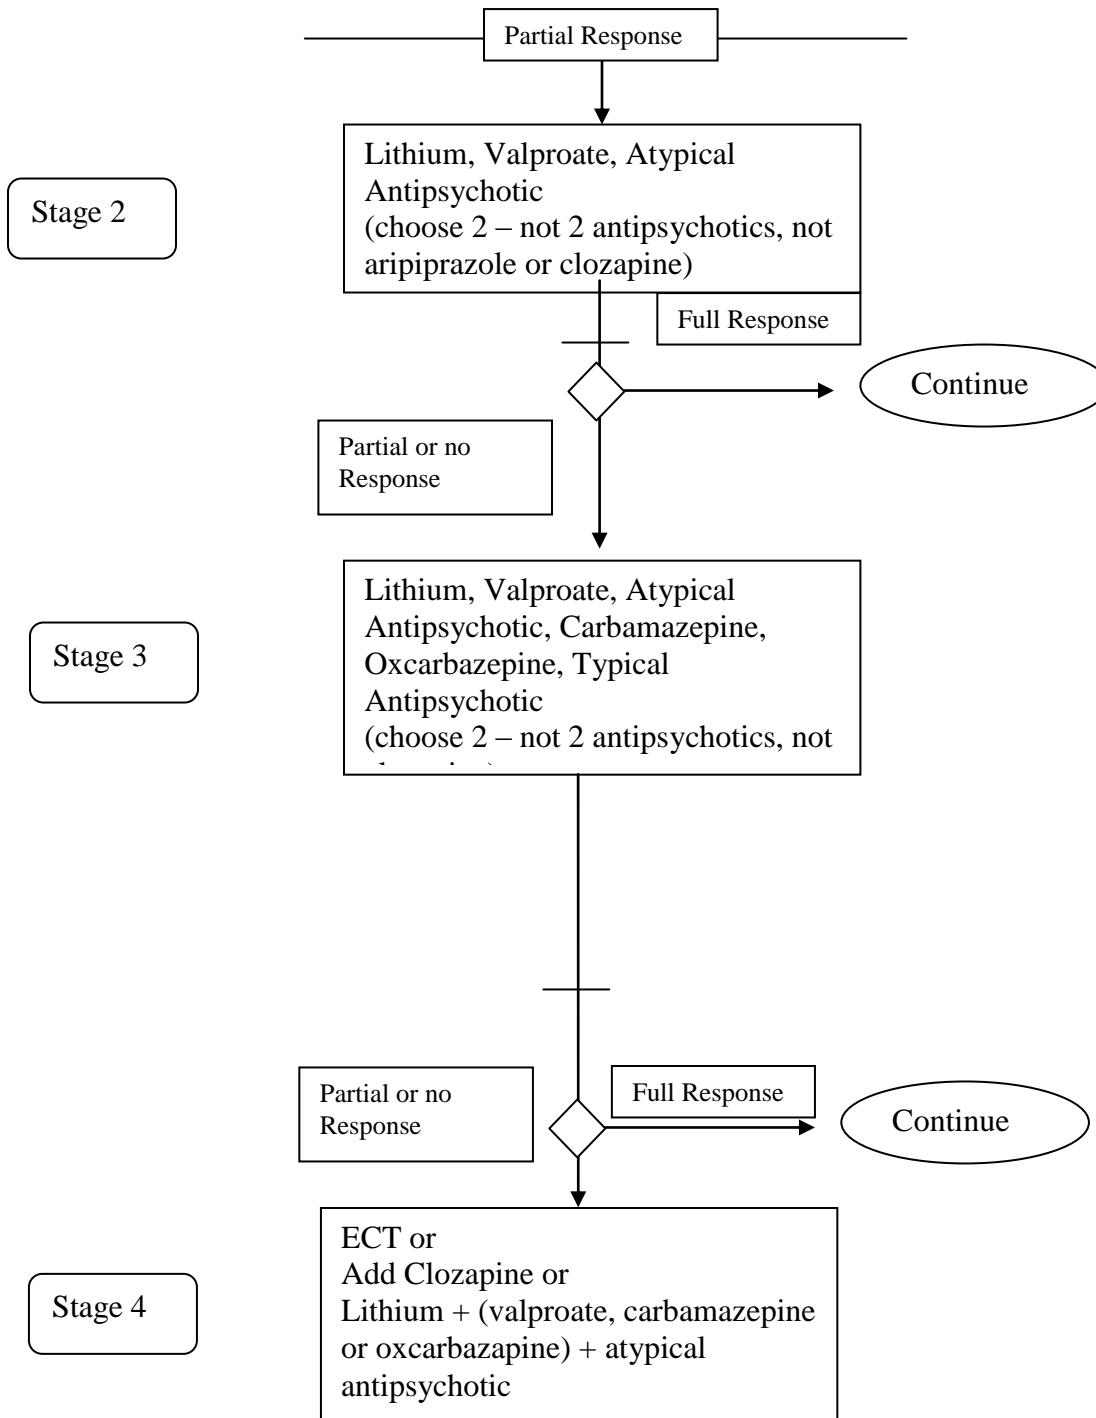 Partial Response
Lithium, Valproate, Atypical
Antipsychotic
(choose 2 – not 2 antipsychotics, not
aripiprazole or clozapine)
Stage 2
Full Response
Continue
Partial or no
Response
Lithium, Valproate, Atypical
Antipsychotic, Carbamazepine,
Oxcarbazepine, Typical
Antipsychotic
(choose 2 – not 2 antipsychotics, not
Stage 3
Partial or no
Response
Full Response
Continue
ECT or
Add Clozapine or
Lithium + (valproate, carbamazepine
or oxcarbazapine) + atypical
antipsychotic
Stage 4